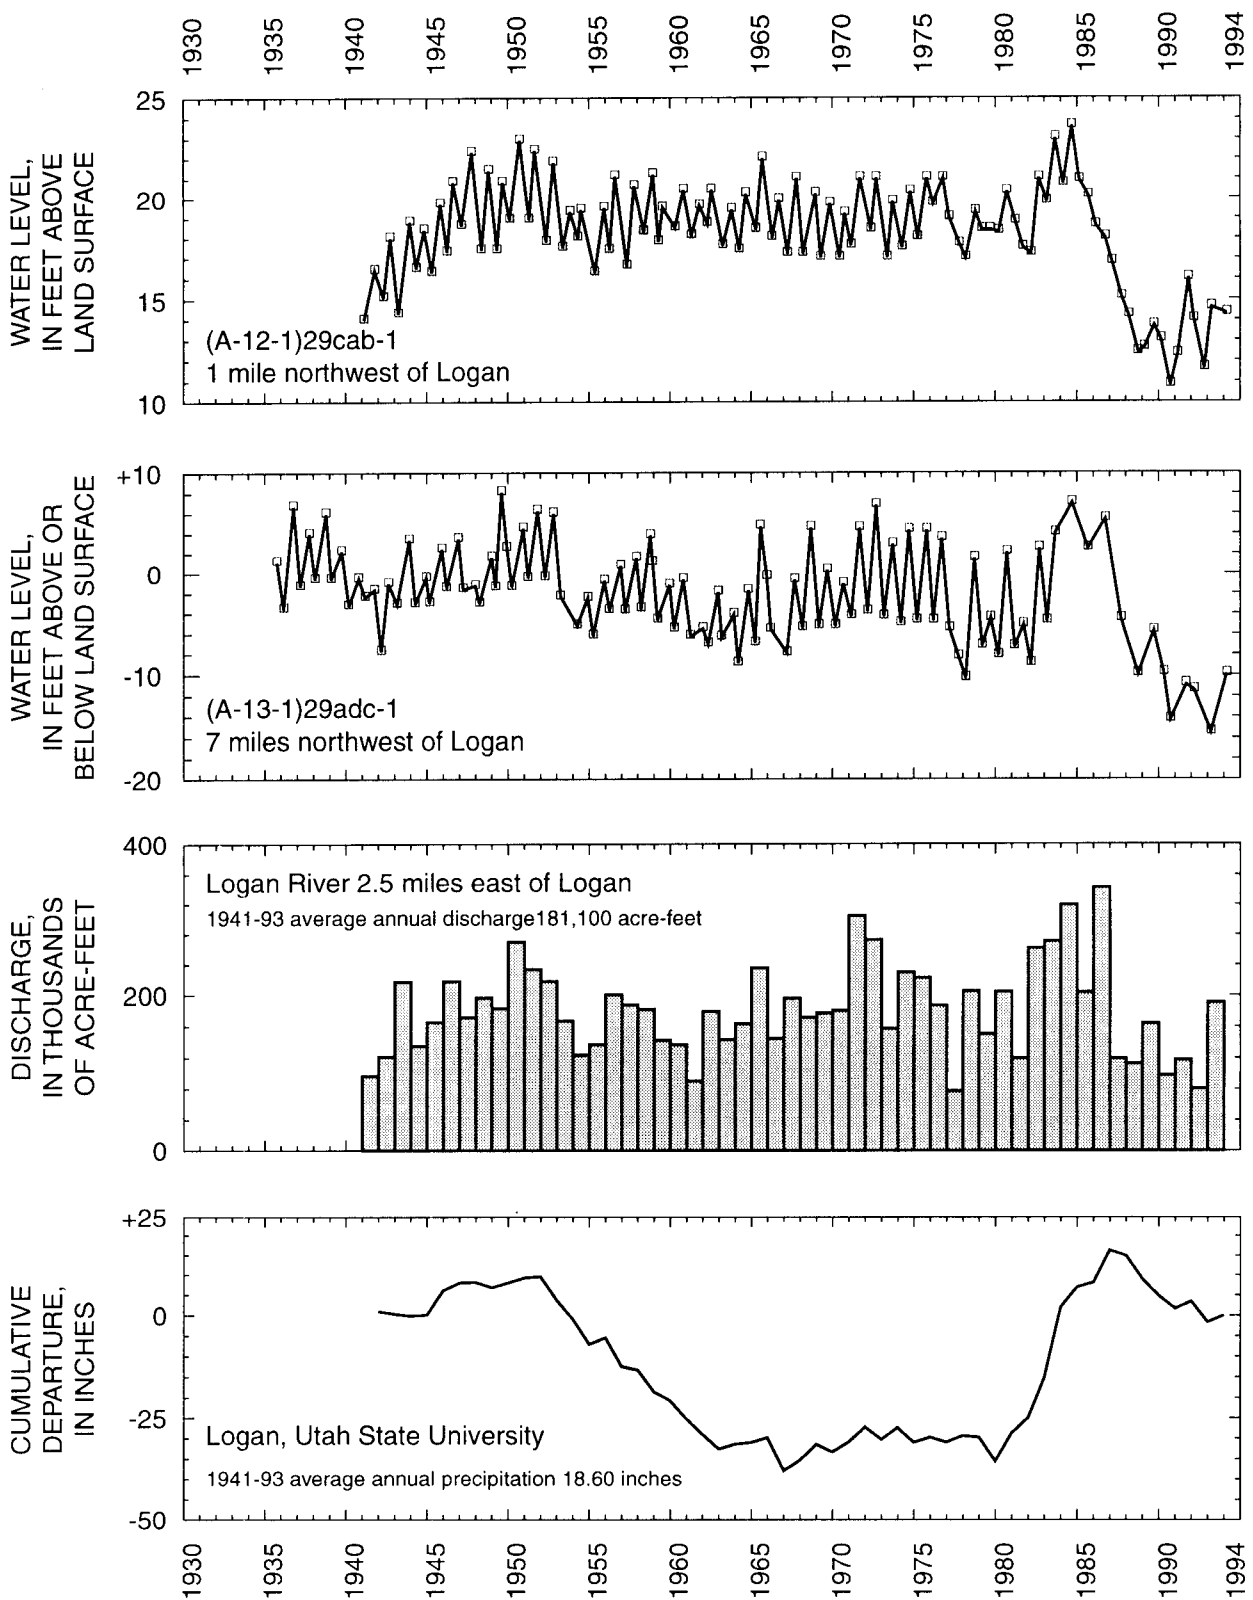 1930 1935 1940 1945 1950 1955 1960 1965 1970 1975 1980 1985 1990 1994
WATER LEVEL,
IN FEET ABOVE
LAND SURFACE
25
20
15
10
(A-12-1)29cab-1
1 mile northwest of Logan
WATER LEVEL,
IN FEET ABOVE OR
BELOW LAND SURFACE
+10
0
-10
-20
(A-13-1)29adc-1
7 miles northwest of Logan
DISCHARGE,
IN THOUSANDS
OF ACRE-FEET
400
200
0
Logan River 2.5 miles east of Logan
1941-93 average annual discharge181,100 acre-feet
CUMULATIVE
DEPARTURE,
IN INCHES
+25
0
-25
-50
Logan, Utah State University
1941-93 average annual precipitation 18.60 inches
1930 1935 1940 1945 1950 1955 1960 1965 1970 1975 1980 1985 1990 1994